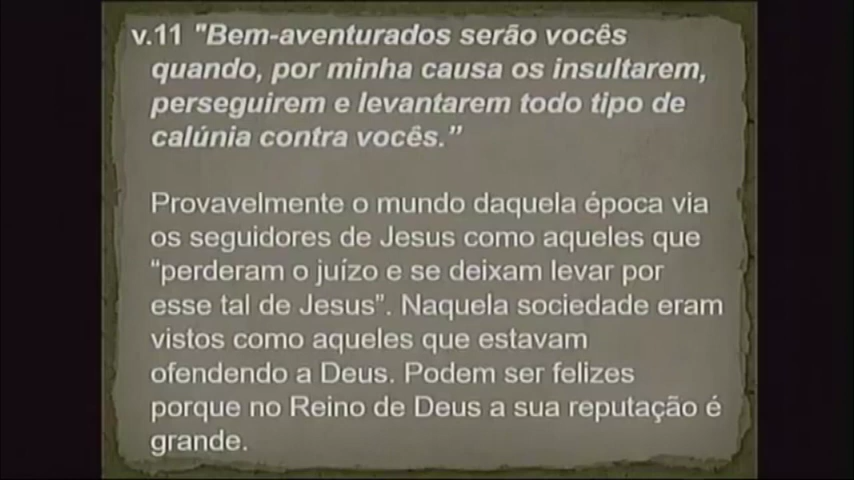 v.11 "Bem-aventurados serão vocês
quando, por minha causa os insultarem,
perseguirem e levantarem todo tipo de
calúnia contra vocês.”
Provavelmente o mundo daquela época via
os seguidores de Jesus como aqueles que
“perderam o juízo e se deixam levar por
esse tal de Jesus”. Naquela sociedade eram
vistos como aqueles que estavam
ofendendo a Deus. Podem ser felizes
porque no Reino de Deus a sua reputação é
grande.